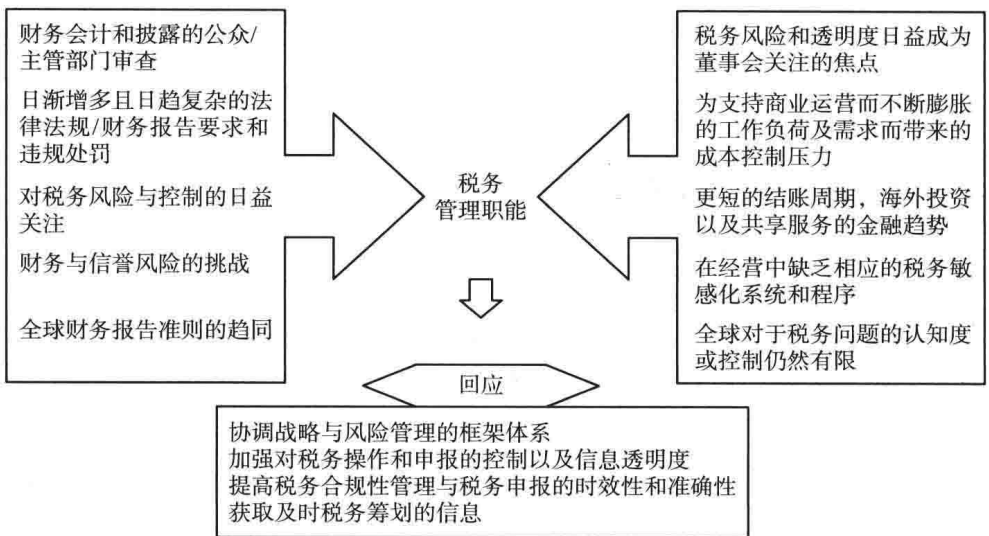 财务会计和披露的公众/
主管部门审查
日渐增多且日趋复杂的法
律法规/财务报告要求和
违规处罚
对税务风险与控制的日益
关注
财务与信誉风险的挑战
全球财务报告准则的趋同
税务
管理职能
税务风险和透明度日益成为
董事会关注的焦点
为支持商业运营而不断膨胀
的工作负荷及需求而带来的
成本控制压力
更短的结账周期，海外投资
以及共享服务的金融趋势
在经营中缺乏相应的税务敏
感化系统和程序
全球对于税务问题的认知度
或控制仍然有限
回应
协调战略与风险管理的框架体系
加强对税务操作和申报的控制以及信息透明度
提高税务合规性管理与税务申报的时效性和准确性
获取及时税务筹划的信息